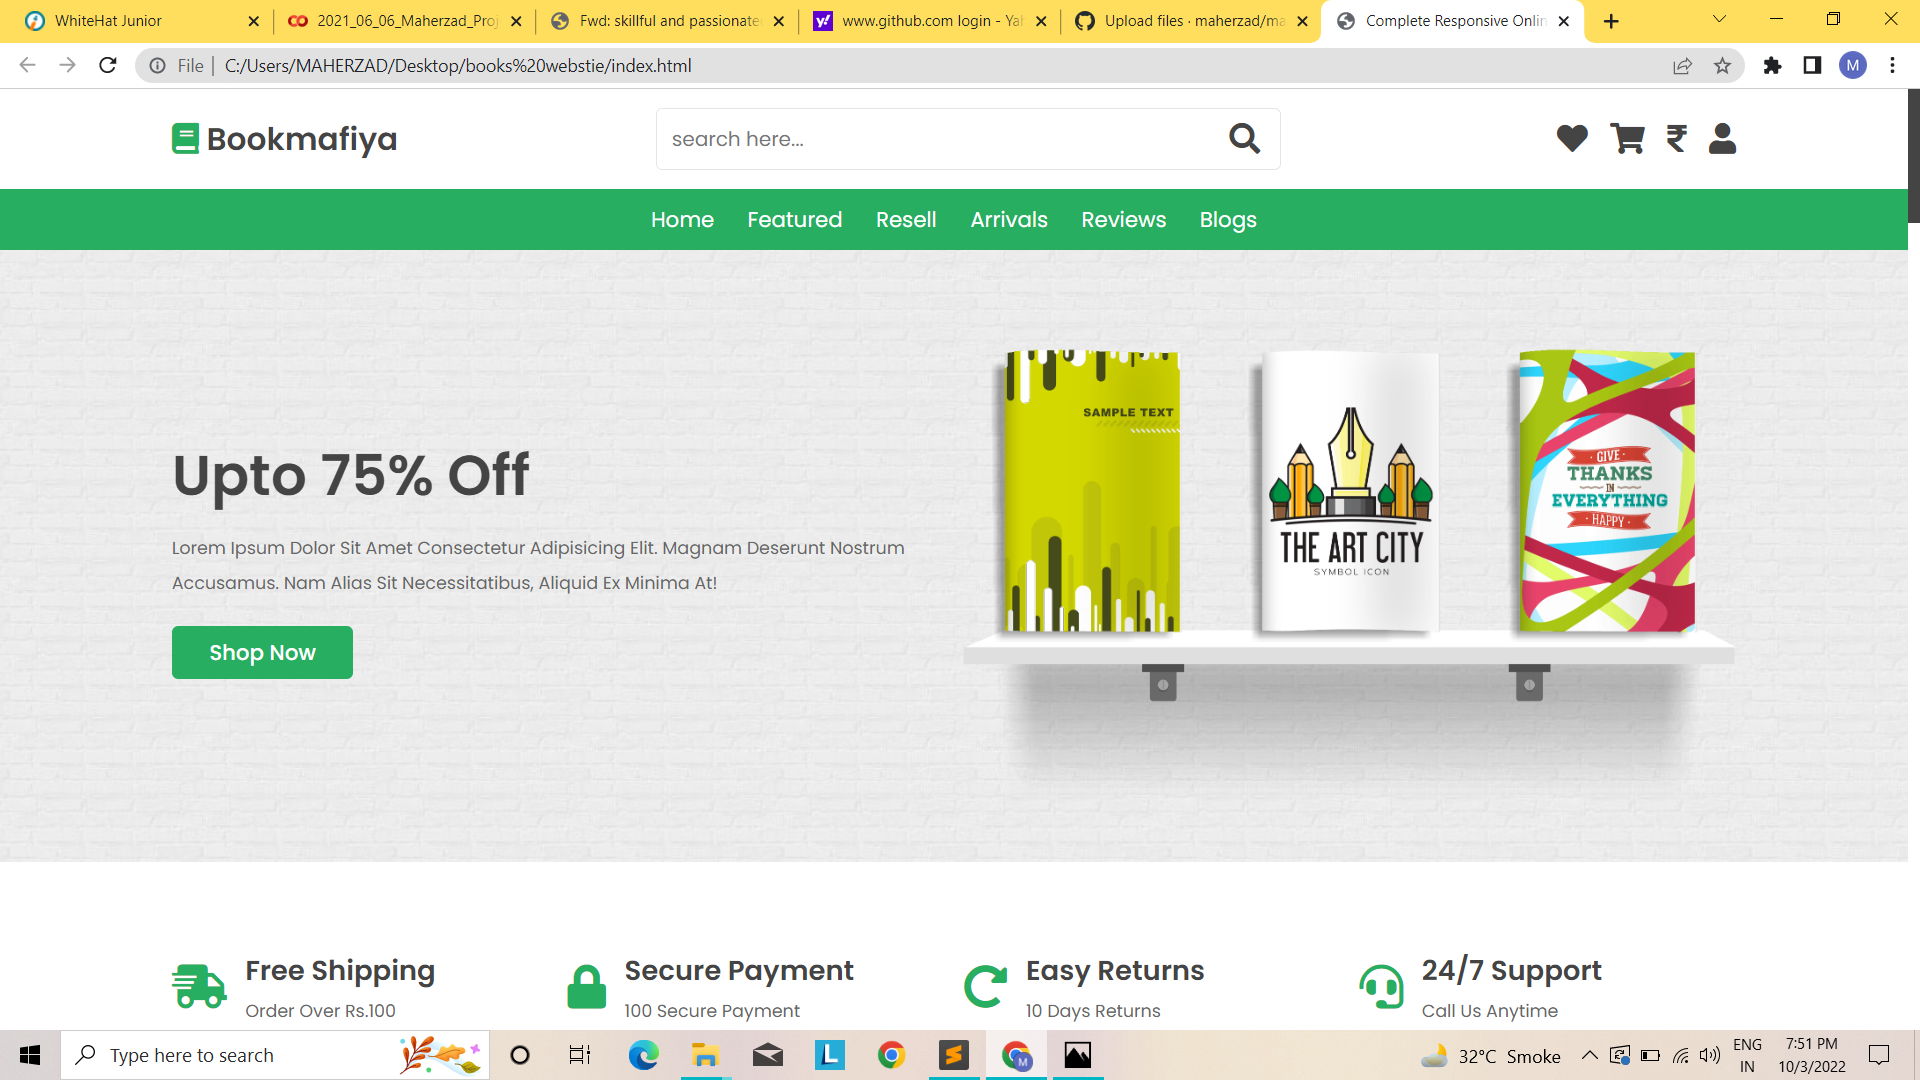 WhiteHat Junior
2021_06_06_Maherzad_Proj
Fwd: skillful and passionate
www.github.com login - Yah
Upload files · maherzad/ma
Complete Responsive Onlin
File
C:/Users/MAHERZAD/Desktop/books%20webstie/index.html
M
Bookmafiya
search here...
₹
Home Featured Resell Arrivals Reviews Blogs
Upto 75% Off
Lorem Ipsum Dolor Sit Amet Consectetur Adipisicing Elit. Magnam Deserunt Nostrum
Accusamus. Nam Alias Sit Necessitatibus, Aliquid Ex Minima At!
Shop Now
SAMPLE TEXT
THE ART CITY
SYMBOL ICON
· GIVE ·
THANKS
IN
EVERYTHING
· HAPPY ·
Free Shipping
Order Over Rs.100
Secure Payment
100 Secure Payment
Easy Returns
10 Days Returns
24/7 Support
Call Us Anytime
Type here to search
L
M
32°C Smoke
ENG
IN
7:51 PM
10/3/2022